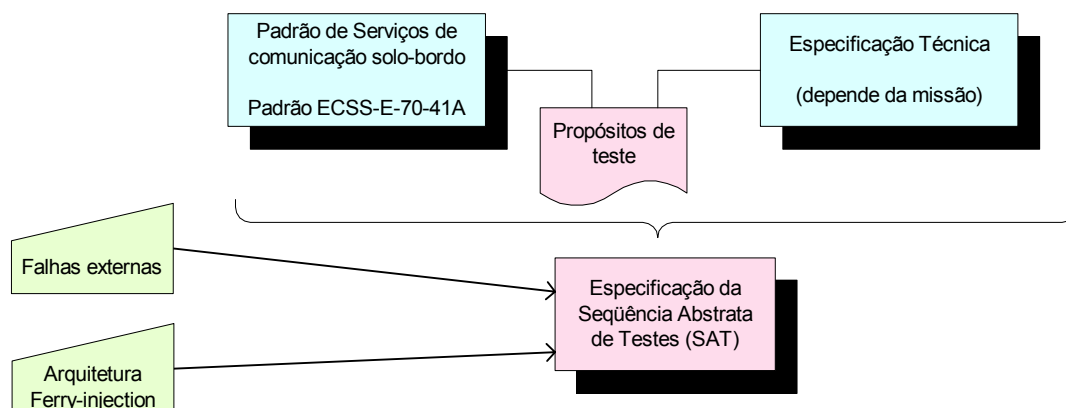 Padrão de Serviços de
comunicação solo-bordo
Padrão ECSS-E-70-41A
Especificação Técnica
(depende da missão)
Propósitos de
teste
Falhas externas
Especificação da
Seqüência Abstrata
de Testes (SAT)
Arquitetura
Ferry-injection